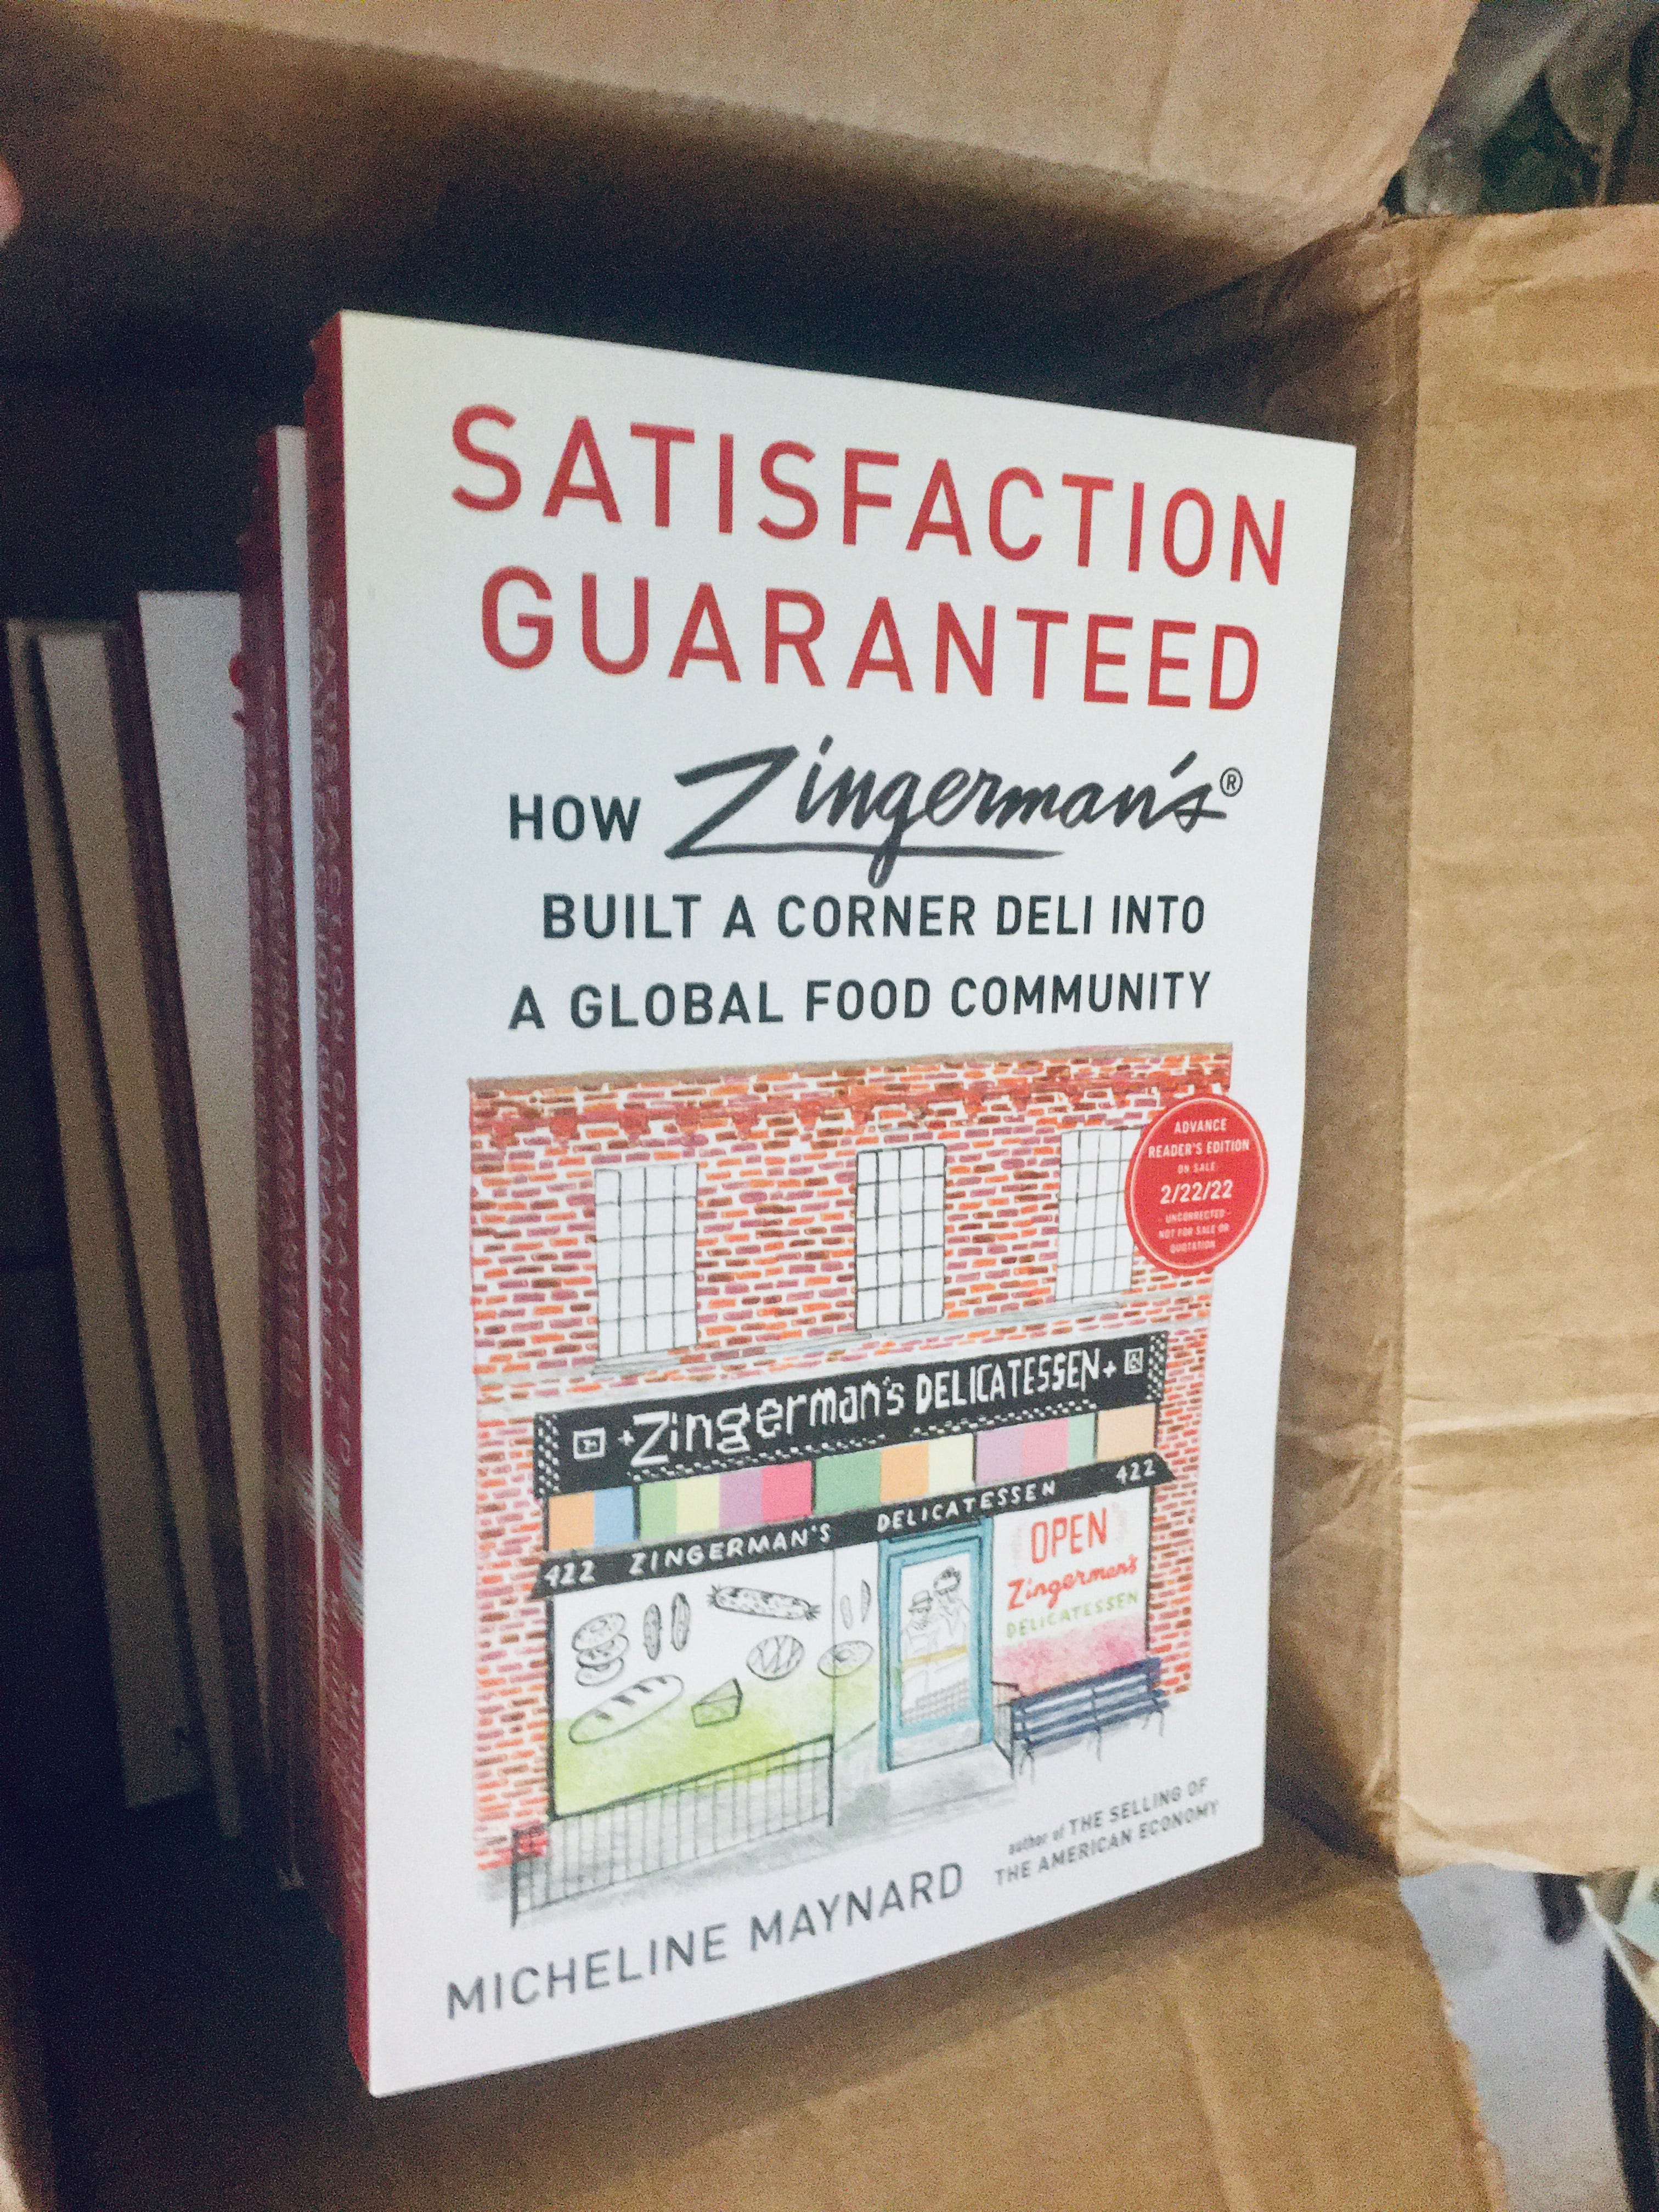 SATISFACTION
GUARANTEED
HOW Zingerman's®
BUILT A CORNER DELI INTO
A GLOBAL FOOD COMMUNITY
ADVANCE
READER'S EDITION
ON SALE
2/22/22
UNCORRECTED
NOT FOR SALE OR
QUOTATION
Zingerman's DELICATESSEN
422 ZINGERMAN'S DELICATESSEN 422
OPEN
Zingerman's
DELICATESSEN
author of THE SELLING OF
THE AMERICAN ECONOMY
MICHELINE MAYNARD
SATISFACTION GUARANTEED